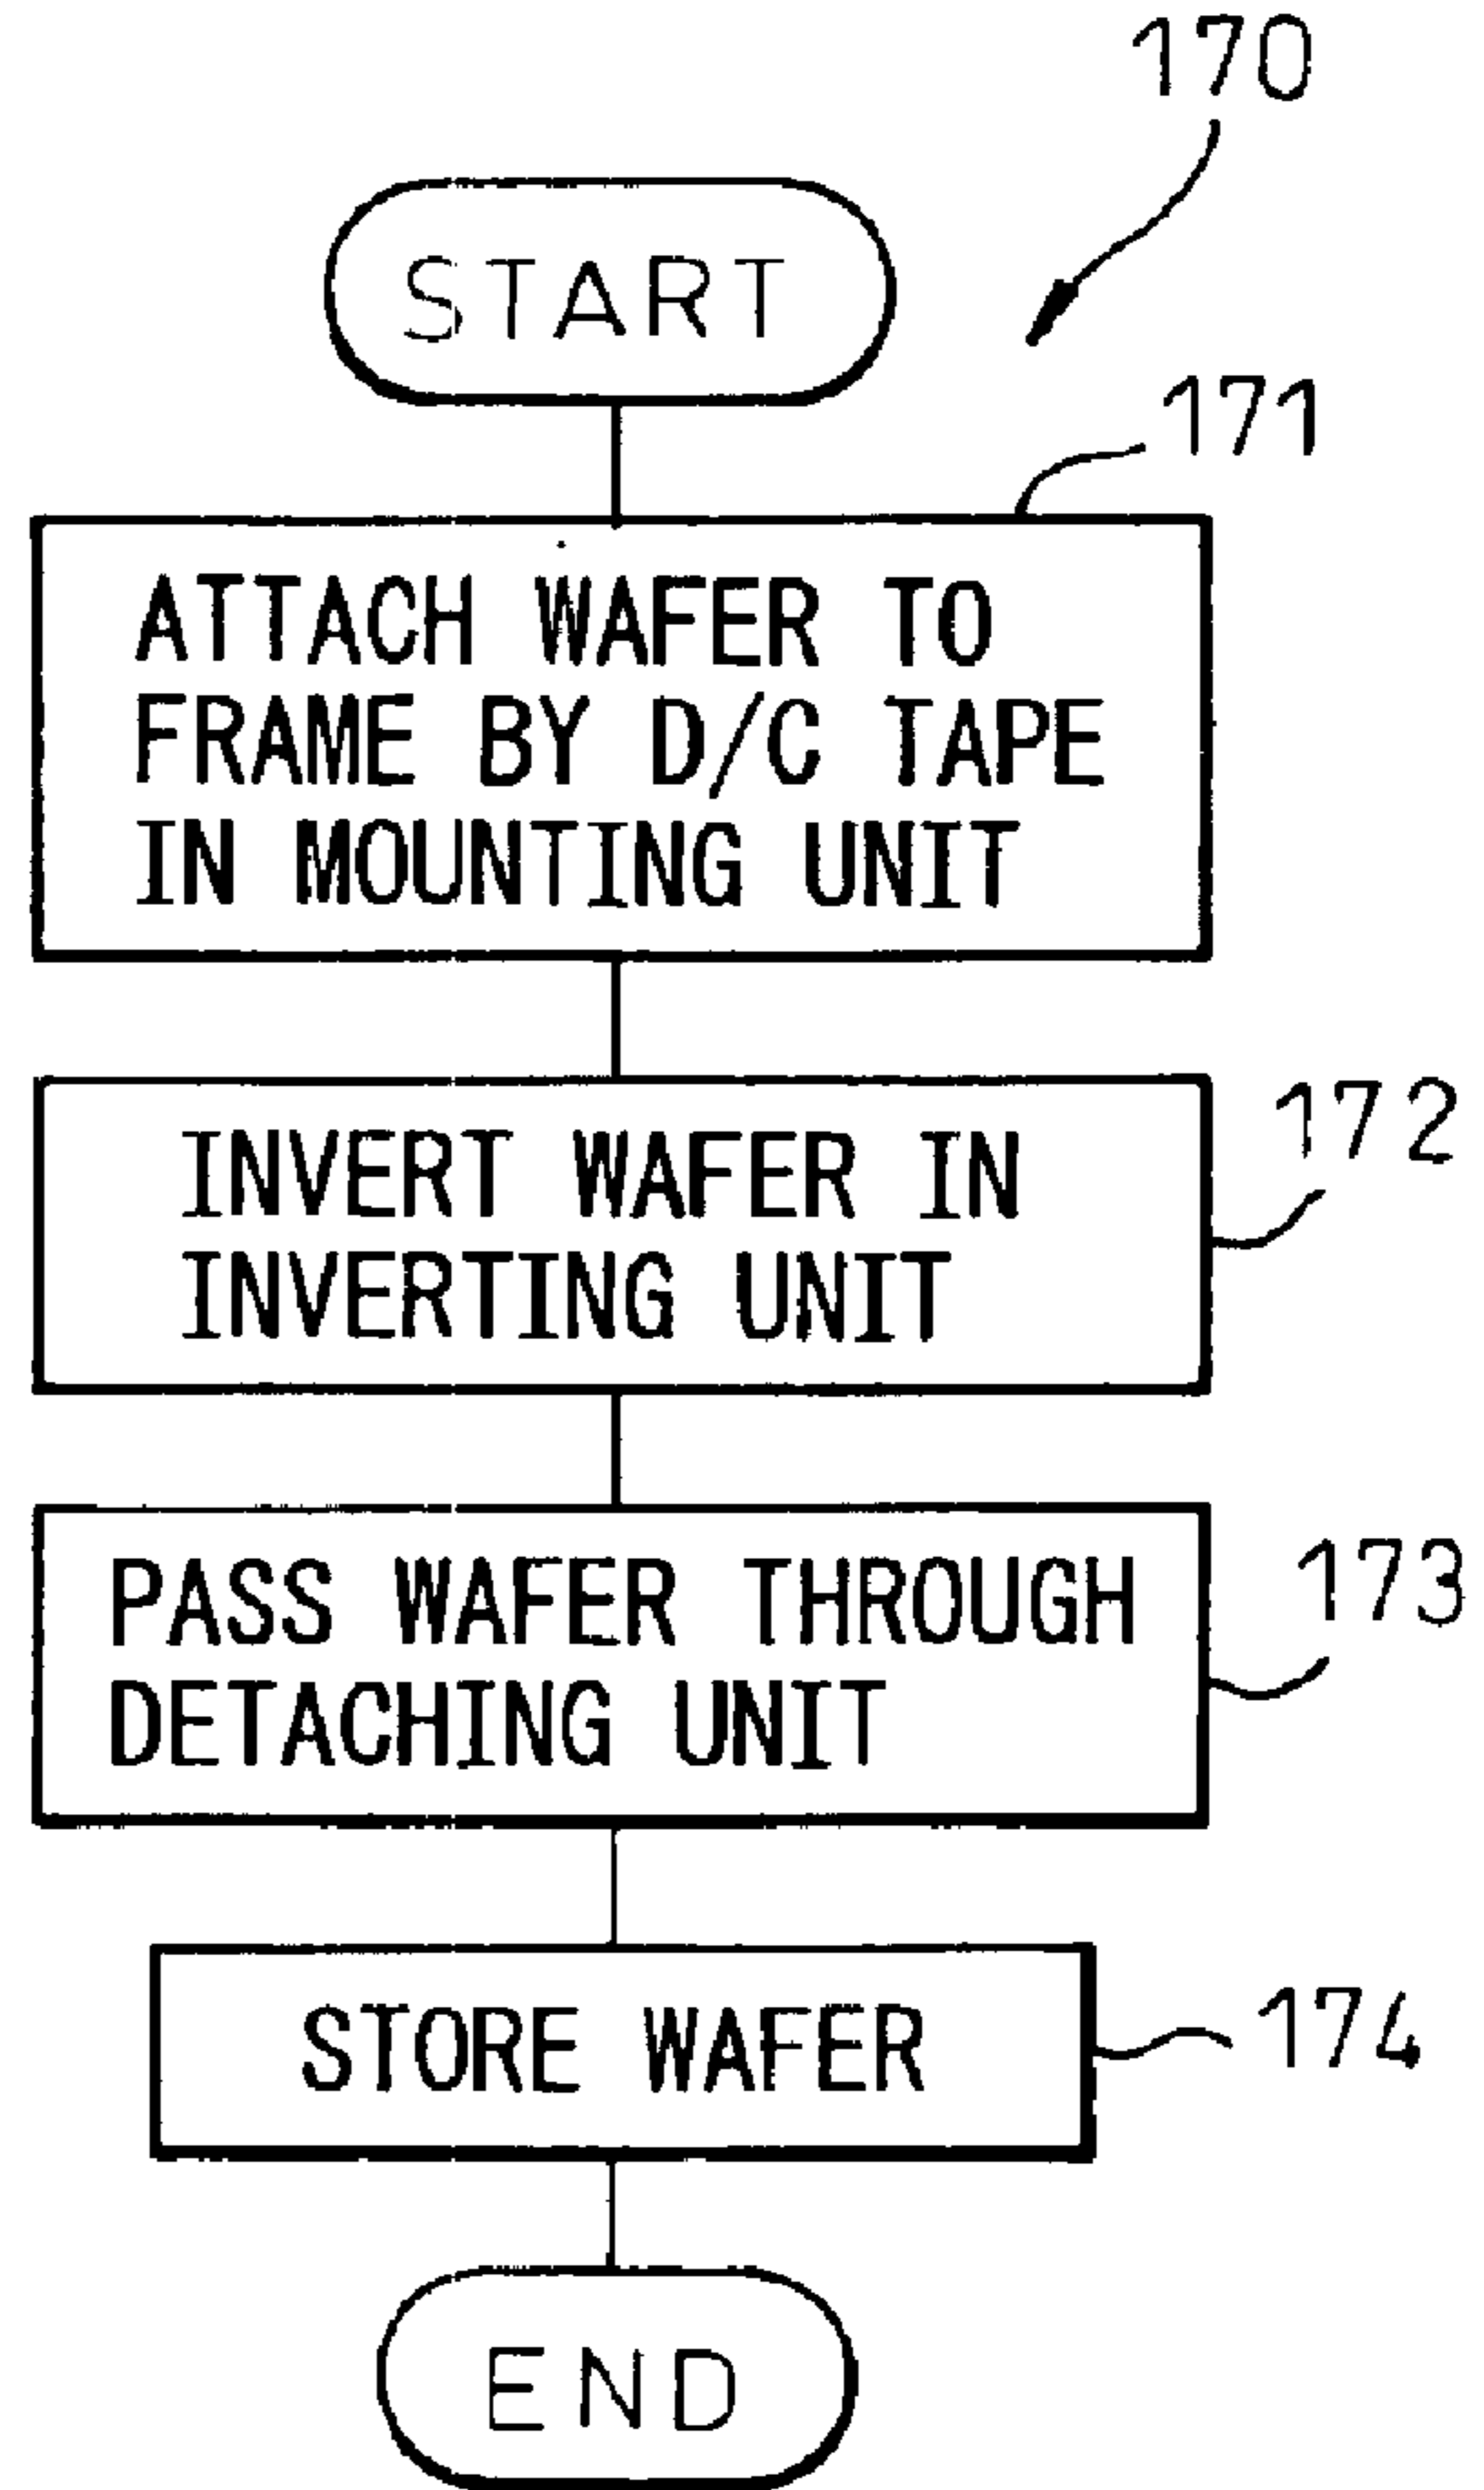 170
START
171
ATTACH WAFER TO
FRAME BY D/C TAPE
IN MOUNTING UNIT
172
INVERT WAFER IN
INVERTING UNIT
173
PASS WAFER THROUGH
DETACHING UNIT
174
STORE WAFER
END